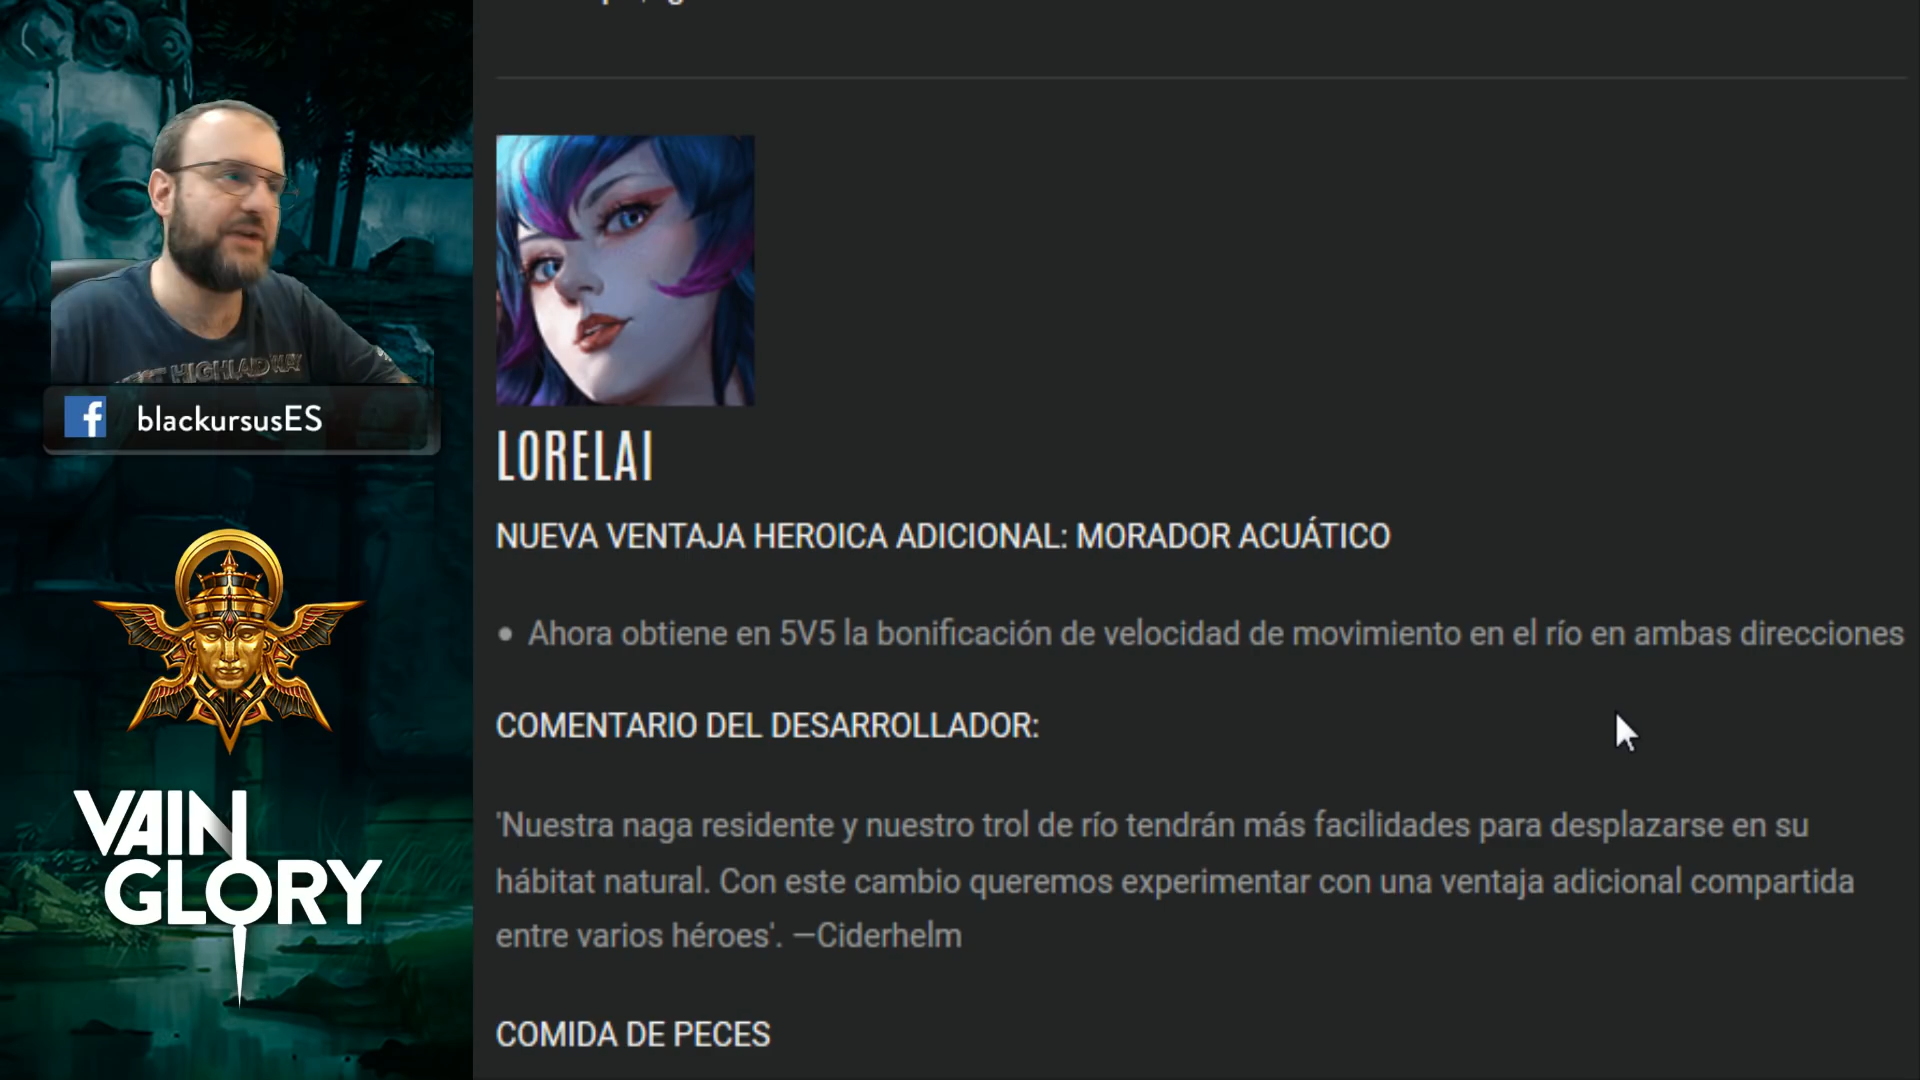 LORELAI
NUEVA VENTAJA HEROICA ADICIONAL: MORADOR ACUÁTICO
• Ahora obtiene en 5V5 la bonificación de velocidad de movimiento en el río en ambas direcciones
COMENTARIO DEL DESARROLLADOR:
'Nuestra naga residente y nuestro trol de río tendrán más facilidades para desplazarse en su
hábitat natural. Con este cambio queremos experimentar con una ventaja adicional compartida
entre varios héroes'. —Ciderhelm
COMIDA DE PECES
HIGHLAD
f blackursusES
VAIN
GLORY